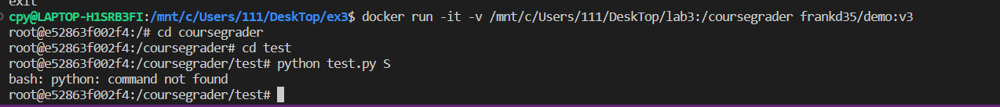 exit
cpy@LAPTOP-H1SRB3FI:/mnt/c/Users/111/DeskTop/ex3$ docker run -it -v /mnt/c/Users/111/DeskTop/lab3:/coursegrader frankd35/demo:v3
root@e52863f002f4:/# cd coursegrader
root@e52863f002f4:/coursegrader# cd test
root@e52863f002f4:/coursegrader/test# python test.py S
bash: python: command not found
root@e52863f002f4:/coursegrader/test#